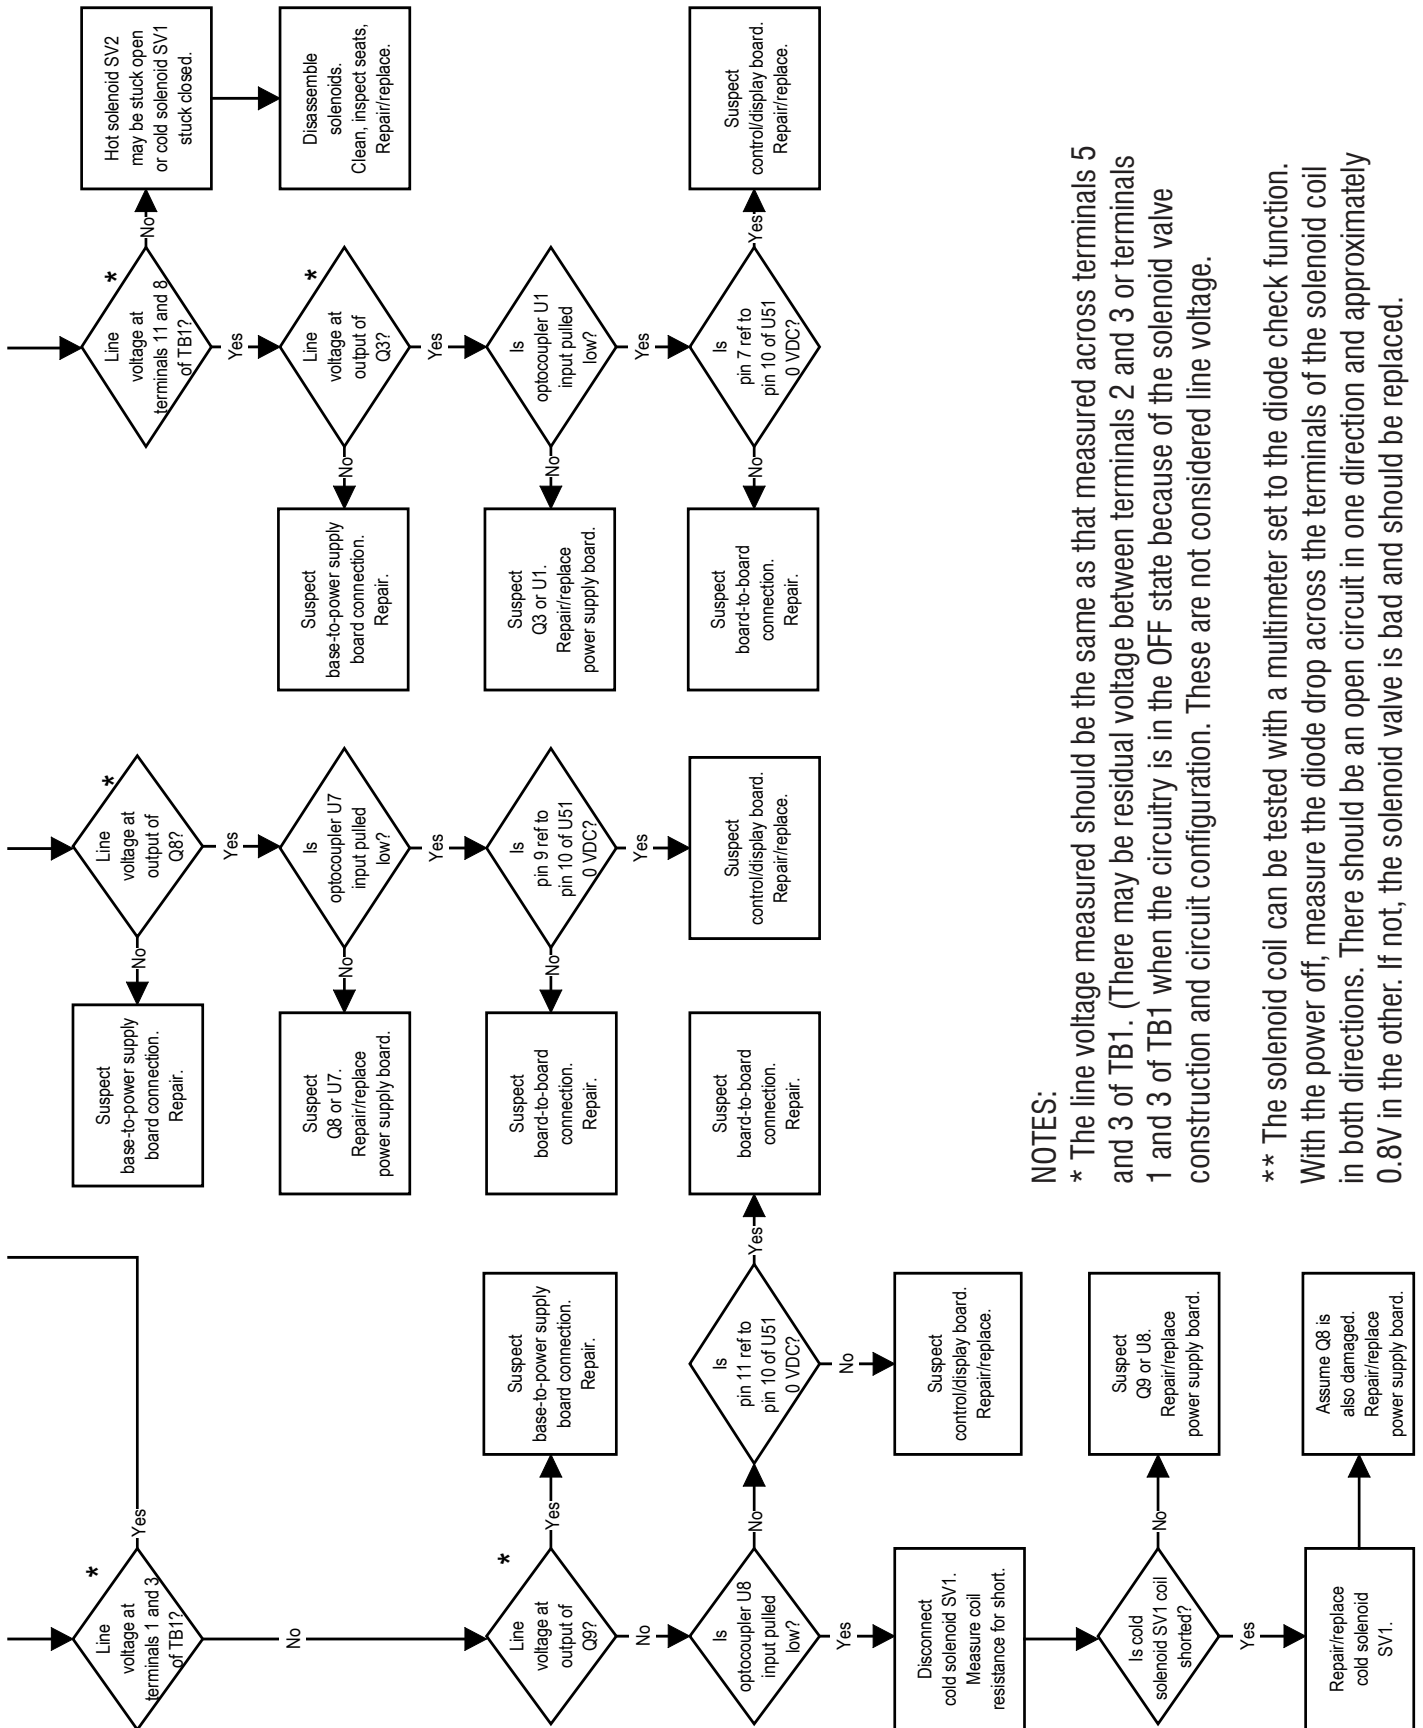 Line
voltage at
terminals 1 and 3
of TB1?
*
Yes
No
Line
voltage at
output of
Q9?
*
Yes
Suspect
base-to-power supply
board connection.
Repair.
No
Is
optocoupler U8
input pulled
low?
No
Is
pin 11 ref to
pin 10 of U51
0 VDC?
Yes
board-to-board
connection.
Repair.
No
Suspect
control/display board.
Repair/replace.
Yes
Disconnect
cold solenoid SV1.
Measure coil
resistance for short.
Is cold
solenoid SV1 coil
shorted?
No
Suspect
Q9 or U8.
Repair/replace
power supply board.
Yes
Repair/replace
cold solenoid
SV1.
Assume Q8 is
also damaged.
Repair/replace
power supply board.
Line
voltage at
output of
Q8?
*
No
Suspect
base-to-power supply
board connection.
Repair.
Yes
Is
optocoupler U7
input pulled
low?
No
Suspect
Q8 or U7.
Repair/replace
power supply board.
Yes
Is
pin 9 ref to
pin 10 of U51
0 VDC?
No
Suspect
board-to-board
connection.
Repair.
Yes
Suspect
control/display board.
Repair/replace.
Line
voltage at
terminals 11 and 8
of TB1?
*
No
Hot solenoid SV2
may be stuck open
or cold solenoid SV1
stuck closed.
Disassemble
solenoids.
Clean, inspect seats,
Repair/replace.
Yes
Line
voltage at
output of
Q3?
*
No
Suspect
base-to-power supply
board connection.
Repair.
Yes
Is
optocoupler U1
input pulled
low?
No
Suspect
Q3 or U1.
Repair/replace
power supply board.
Yes
Is
pin 7 ref to
pin 10 of U51
0 VDC?
No
Suspect
board-to-board
connection.
Repair.
Yes
Suspect
control/display board.
Repair/replace.
NOTES:
* The line voltage measured should be the same as that measured across terminals 5
and 3 of TB1. (There may be residual voltage between terminals 2 and 3 or terminals
1 and 3 of TB1 when the circuitry is in the OFF state because of the solenoid valve
construction and circuit configuration. These are not considered line voltage.
** The solenoid coil can be tested with a multimeter set to the diode check function.
With the power off, measure the diode drop across the terminals of the solenoid coil
in both directions. There should be an open circuit in one direction and approximately
0.8V in the other. If not, the solenoid valve is bad and should be replaced.